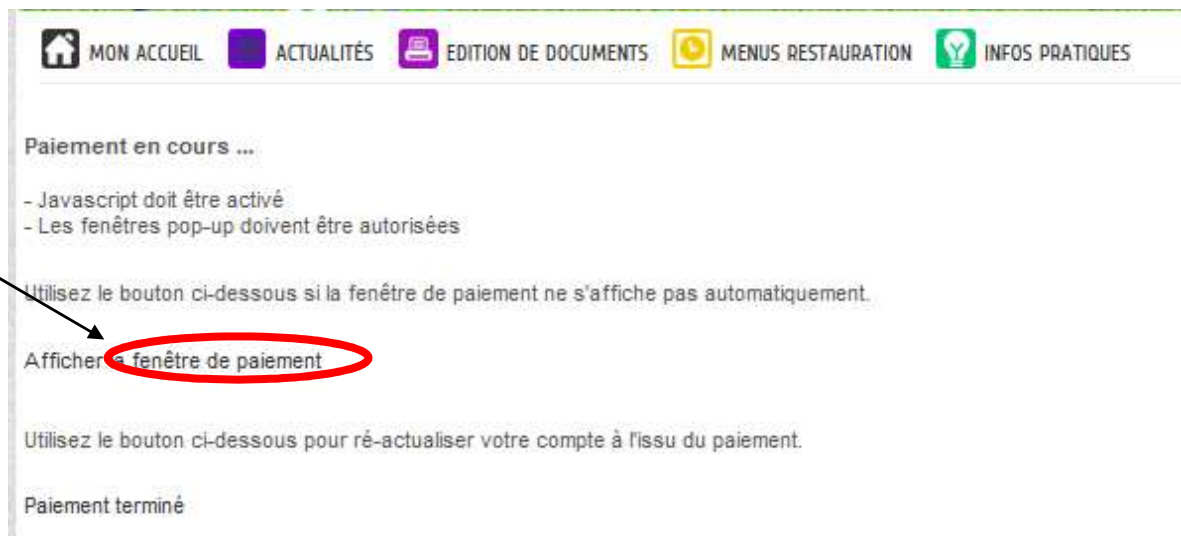 MON ACCUEIL ACTUALITÉS EDITION DE DOCUMENTS MENUS RESTAURATION INFOS PRATIQUES
Paiement en cours ...
- Javascript doit être activé
- Les fenêtres pop-up doivent être autorisées
Utilisez le bouton ci-dessous si la fenêtre de paiement ne s'affiche pas automatiquement.
Afficher la fenêtre de paiement
Utilisez le bouton ci-dessous pour ré-actualiser votre compte à l'issu du paiement.
Paiement terminé